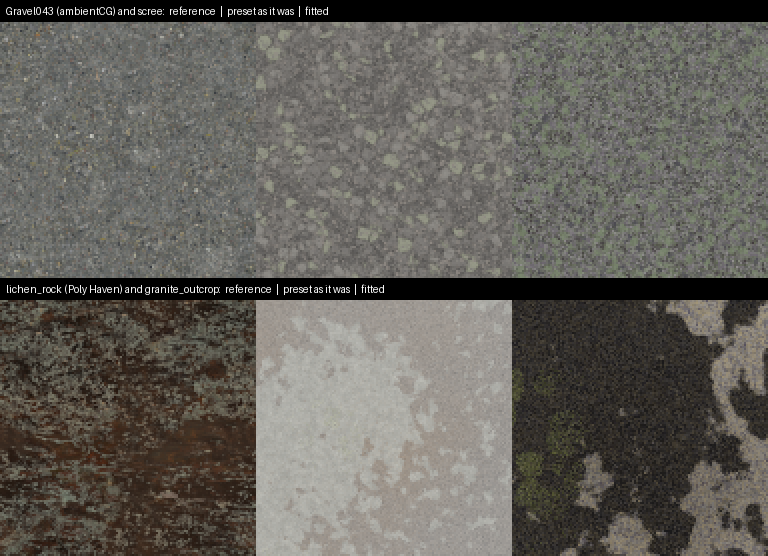 Gravel043 (ambientCG) and scree: reference | preset as it was | fitted
lichen_rock (Poly Haven) and granite_outcrop: reference | preset as it was | fitted